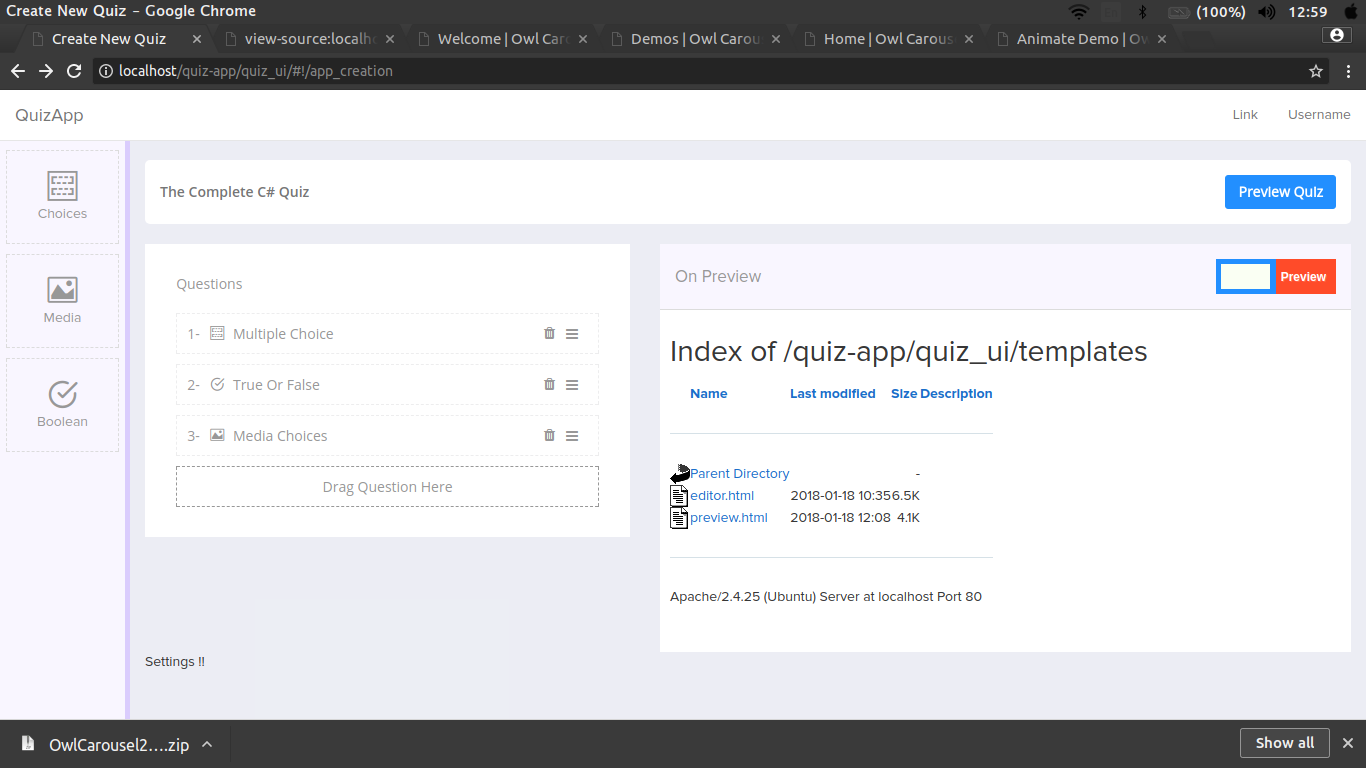 Create New Quiz – Google Chrome
(100%) 12:59
Create New Quiz
view-source:localh
Welcome | Owl Caro
Demos | Owl Carou
Home | Owl Carous
Animate Demo | Ow
localhost/quiz-app/quiz_ui/#!/app_creation
QuizApp
Link Username
Choices
Media
Boolean
The Complete C# Quiz
Preview Quiz
Questions
1- Multiple Choice
2- True Or False
3- Media Choices
Drag Question Here
Settings !!
On Preview
Preview
Index of /quiz-app/quiz_ui/templates
Name Last modified Size Description
Parent Directory -
editor.html 2018-01-18 10:35 6.5K
preview.html 2018-01-18 12:08 4.1K
Apache/2.4.25 (Ubuntu) Server at localhost Port 80
OwlCarousel2....zip
Show all